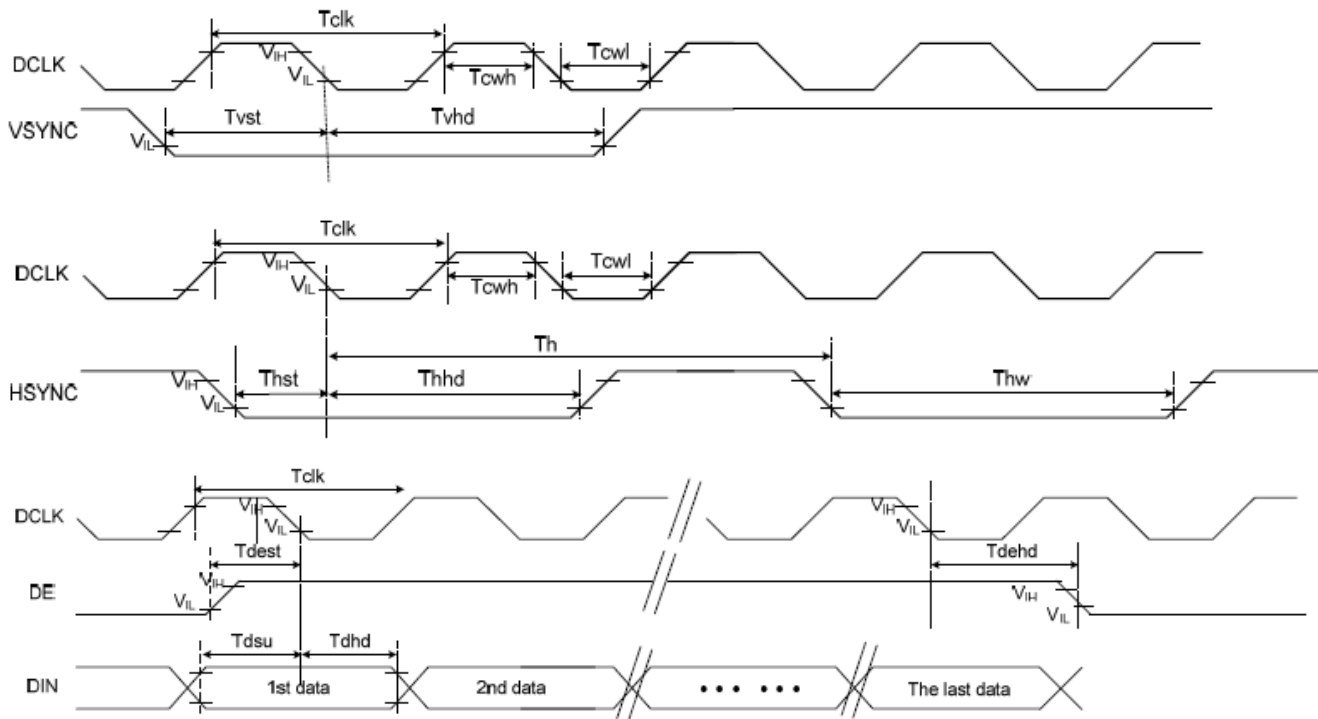 Tclk
DCLK VIH VIL Tcwh Tcwl
VSYNC VIL Tvst Tvhd
Tclk
DCLK VIH VIL Tcwh Tcwl
Th
HSYNC VIH VIL Thst Thhd Thw
Tclk
DCLK VIH VIL VIH VIL
Tdest Tdehd
DE VIH VIL VIH VIL
Tdsu Tdhd
DIN 1st data 2nd data ••• ••• The last data